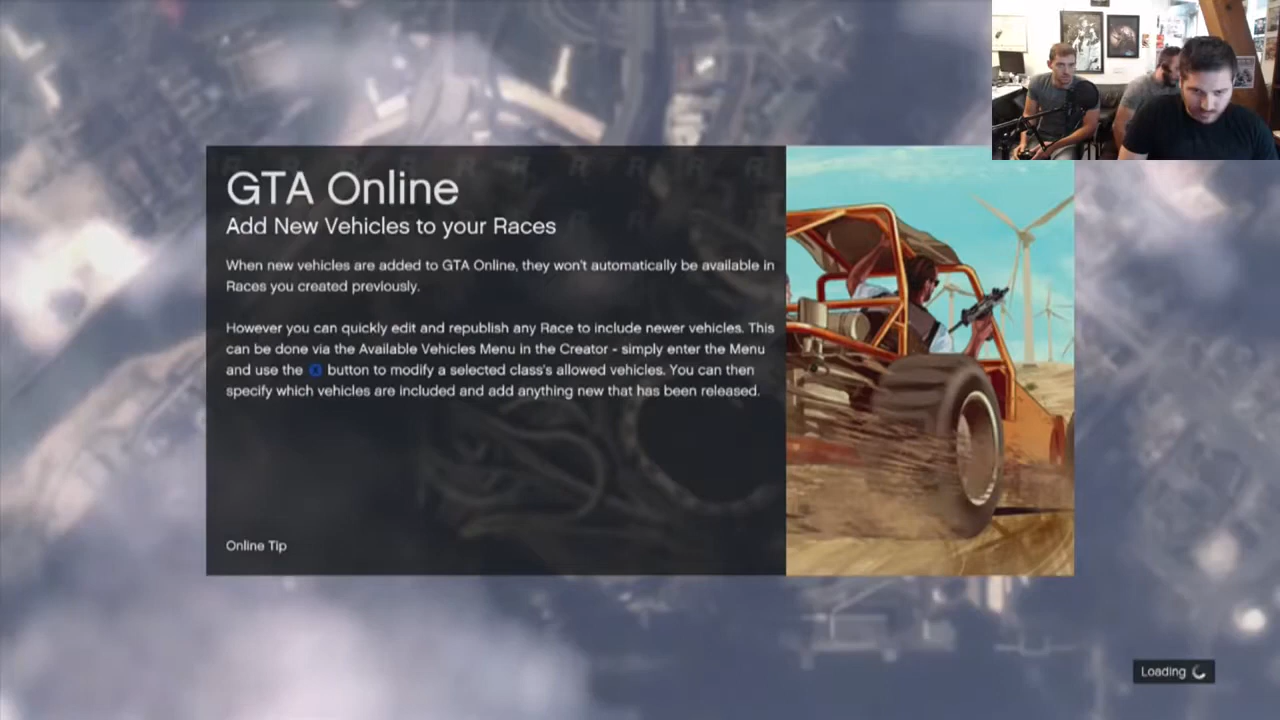 GTA Online
Add New Vehicles to your Races
When new vehicles are added to GTA Online, they won't automatically be available in
Races you created previously.
However you can quickly edit and republish any Race to include newer vehicles. This
can be done via the Available Vehicles Menu in the Creator - simply enter the Menu
and use the X button to modify a selected class's allowed vehicles. You can then
specify which vehicles are included and add anything new that has been released.
Online Tip
Loading